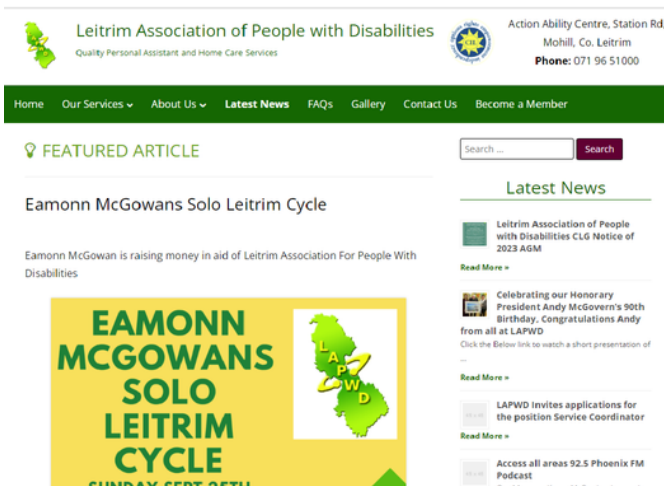 Leitrim Association of People with Disabilities
Quality Personal Assistant and Home Care Services
Action Ability Centre, Station Rd,
Mohill, Co. Leitrim
Phone: 071 96 51000
Home Our Services About Us Latest News FAQs Gallery Contact Us Become a Member
FEATURED ARTICLE
Eamonn McGowans Solo Leitrim Cycle
Eamonn McGowan is raising money in aid of Leitrim Association For People With
Disabilities
EAMONN
MCGOWANS
SOLO
LEITRIM
CYCLE
SUNDAY SEPT 25TH
LAPWD
Search ... Search
Latest News
Leitrim Association of People
with Disabilities CLG Notice of
2023 AGM
Read More »
Celebrating our Honorary
President Andy McGovern's 90th
Birthday, Congratulations Andy
from all at LAPWD
Click the Below link to watch a short presentation of
...
Read More »
LAPWD Invites applications for
the position Service Coordinator
Read More »
Access all areas 92.5 Phoenix FM
Podcast